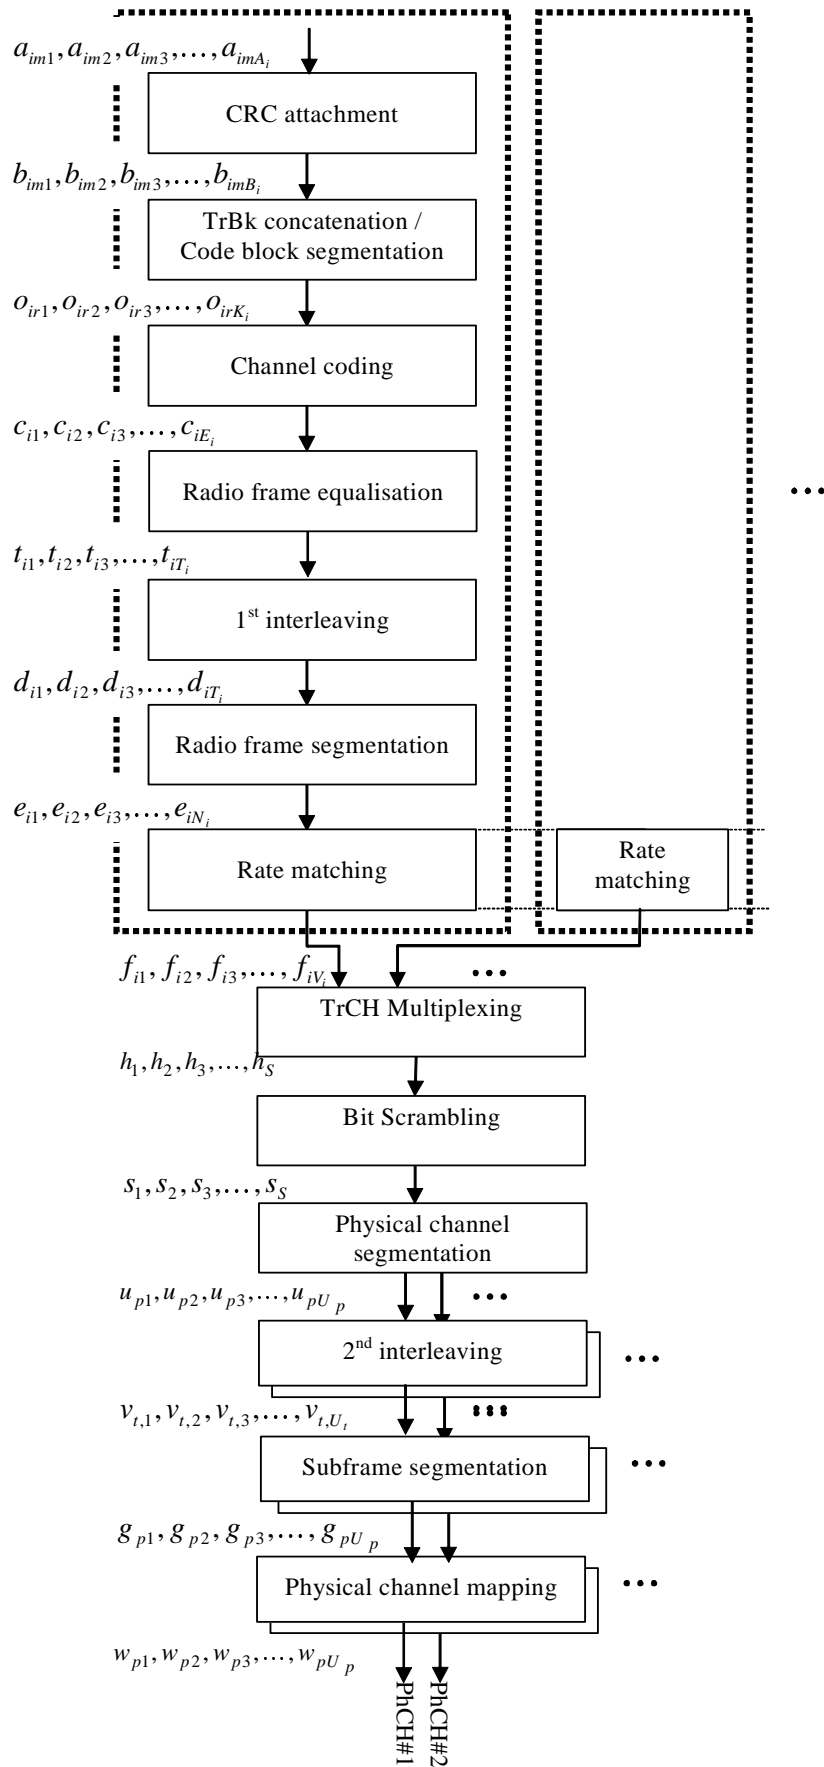 a_{im1}, a_{im2}, a_{im3}, ..., a_{imA_i}
CRC attachment
b_{im1}, b_{im2}, b_{im3}, ..., b_{imB_i}
TrBk concatenation /
Code block segmentation
o_{ir1}, o_{ir2}, o_{ir3}, ..., o_{irK_i}
Channel coding
c_{i1}, c_{i2}, c_{i3}, ..., c_{iE_i}
Radio frame equalisation
...
t_{i1}, t_{i2}, t_{i3}, ..., t_{iT_i}
1^{st} interleaving
d_{i1}, d_{i2}, d_{i3}, ..., d_{iT_i}
Radio frame segmentation
e_{i1}, e_{i2}, e_{i3}, ..., e_{iN_i}
Rate matching
Rate
matching
f_{i1}, f_{i2}, f_{i3}, ..., f_{iV_i}
...
TrCH Multiplexing
h_1, h_2, h_3, ..., h_S
Bit Scrambling
s_1, s_2, s_3, ..., s_S
Physical channel
segmentation
u_{p1}, u_{p2}, u_{p3}, ..., u_{pU_p}
...
2^{nd} interleaving
...
v_{t,1}, v_{t,2}, v_{t,3}, ..., v_{t,U_t}
...
Subframe segmentation
...
g_{p1}, g_{p2}, g_{p3}, ..., g_{pU_p}
Physical channel mapping
...
w_{p1}, w_{p2}, w_{p3}, ..., w_{pU_p}
PhCH#1
PhCH#2